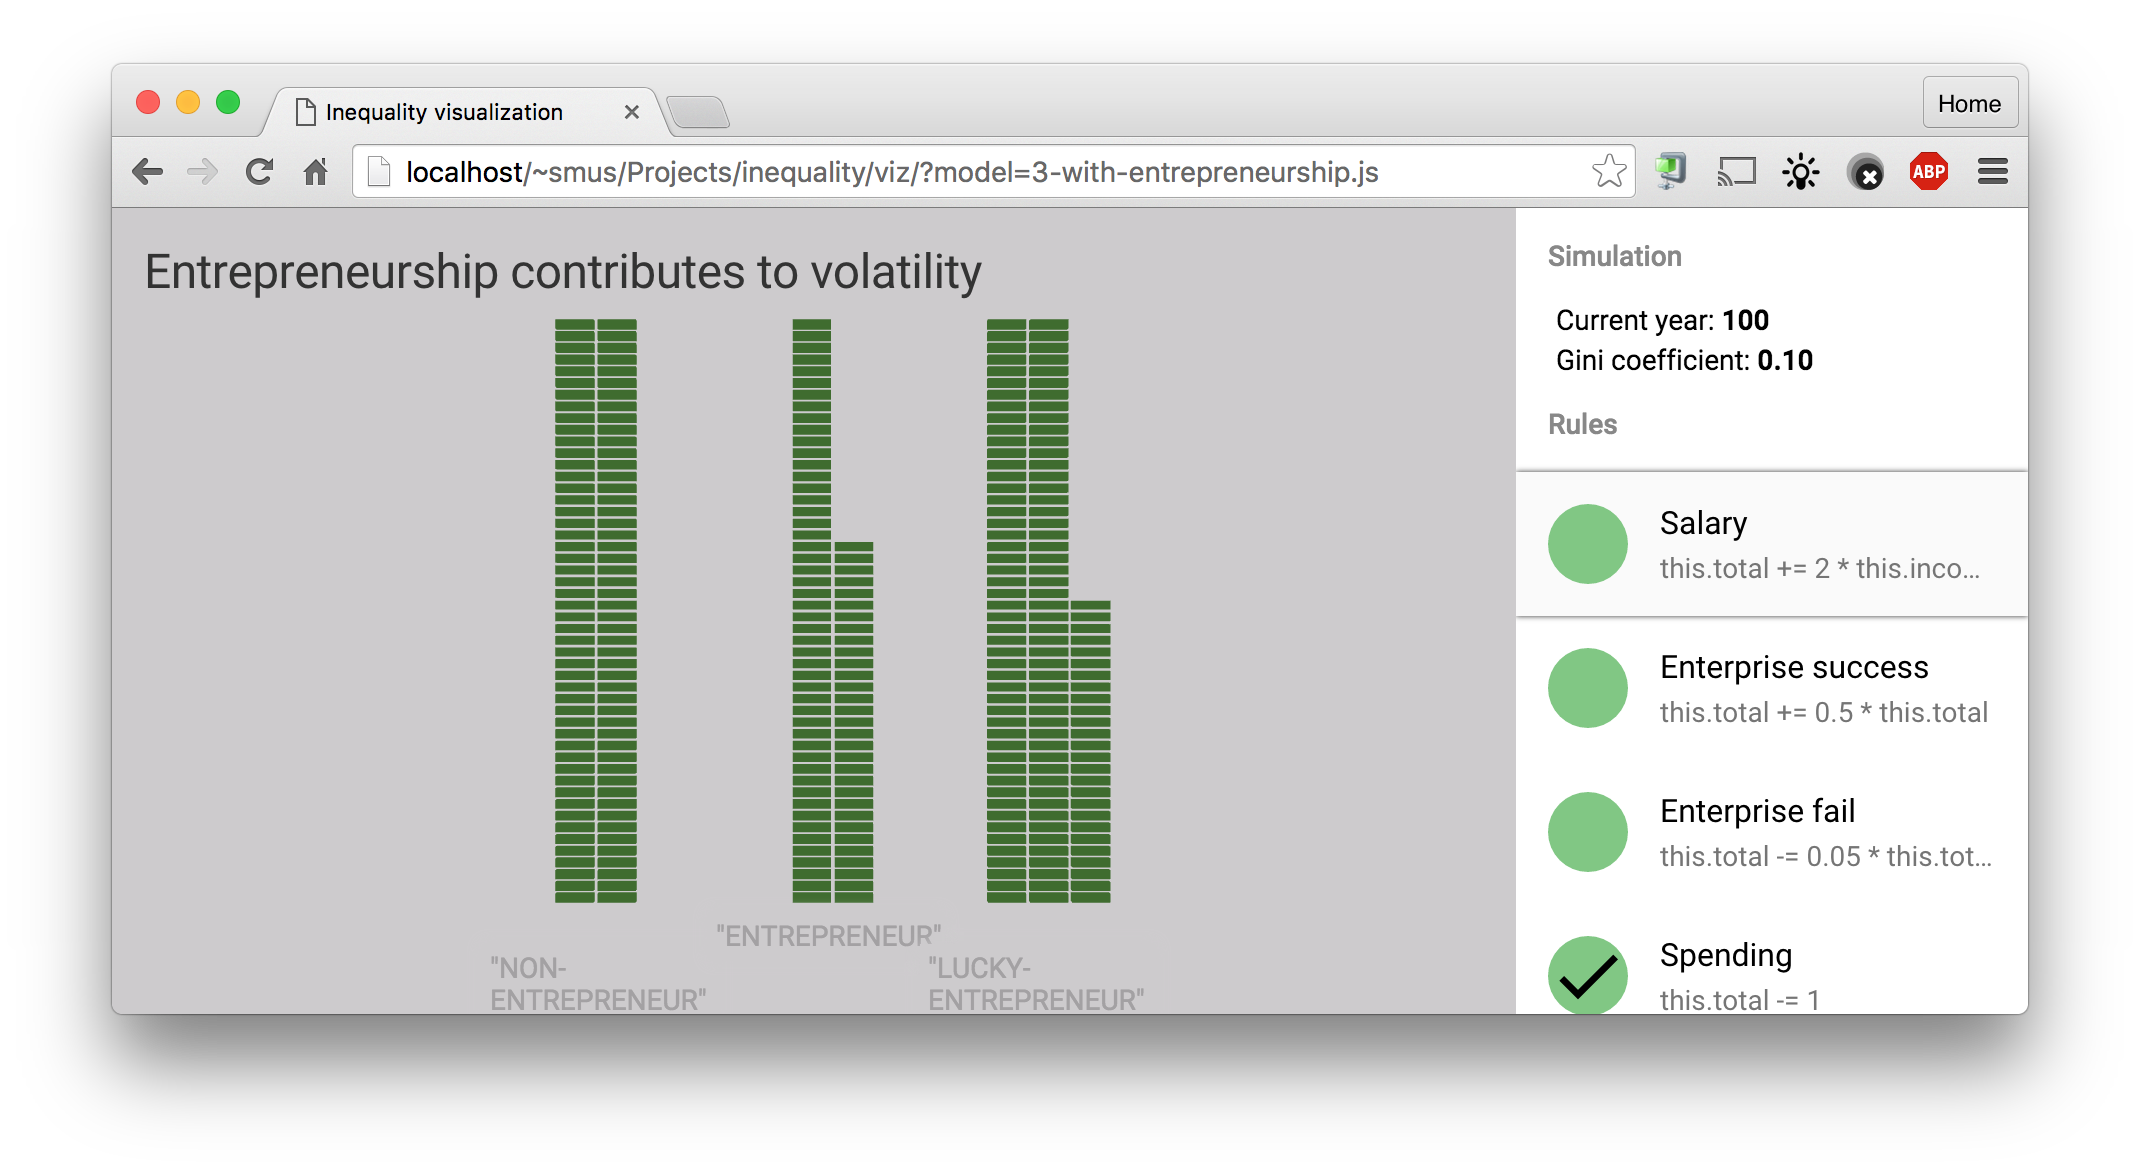 Inequality visualization
Home
localhost/~smus/Projects/inequality/viz/?model=3-with-entrepreneurship.js
ABP
Entrepreneurship contributes to volatility
"NON-
ENTREPRENEUR"
"ENTREPRENEUR"
"LUCKY-
ENTREPRENEUR"
Simulation
Current year: 100
Gini coefficient: 0.10
Rules
Salary
this.total += 2 * this.inco...
Enterprise success
this.total += 0.5 * this.total
Enterprise fail
this.total -= 0.05 * this.tot...
Spending
this.total -= 1